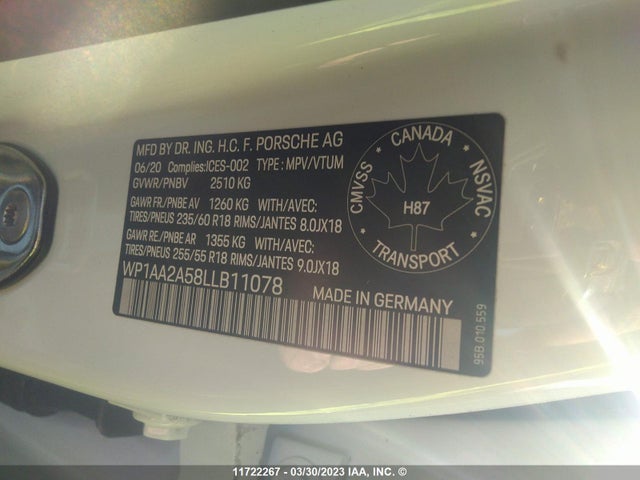 MFD BY DR. ING. H.C. F. PORSCHE AG
06/20 Complies:ICES-002 TYPE : MPV/VTUM
GVWR/PNBV 2510 KG
GAWR FR./PNBE AV 1260 KG WITH/AVEC:
TIRES/PNEUS 235/60 R18 RIMS/JANTES 8.0JX18
GAWR RE./PNBE AR 1355 KG WITH/AVEC:
TIRES/PNEUS 255/55 R18 RIMS/JANTES 9.0JX18
WP1AA2A58LLB11078
MADE IN GERMANY
CANADA
CMVSS
NSVAC
H87
TRANSPORT
95B.010.559
11722267 - 03/30/2023 IAA, INC. ©